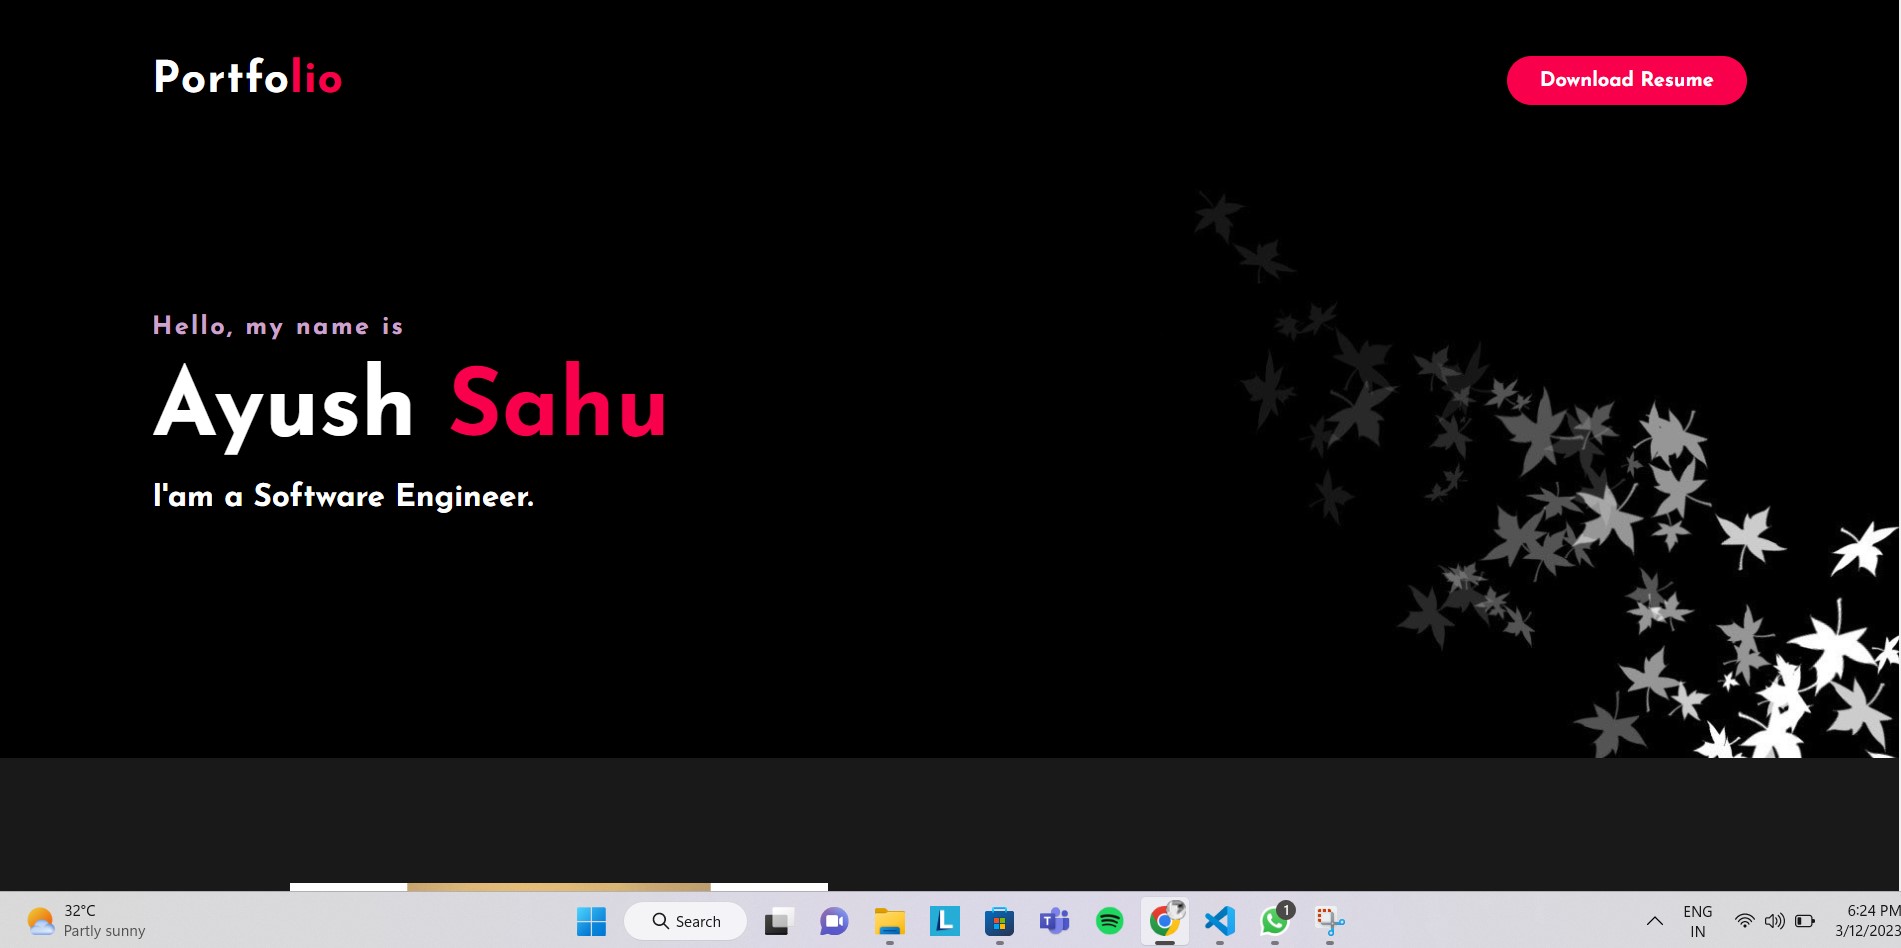 Portfolio
Download Resume
Hello, my name is
Ayush Sahu
I'am a Software Engineer.
32°C
Partly sunny
Search
1
ENG
IN
6:24 PM
3/12/2023